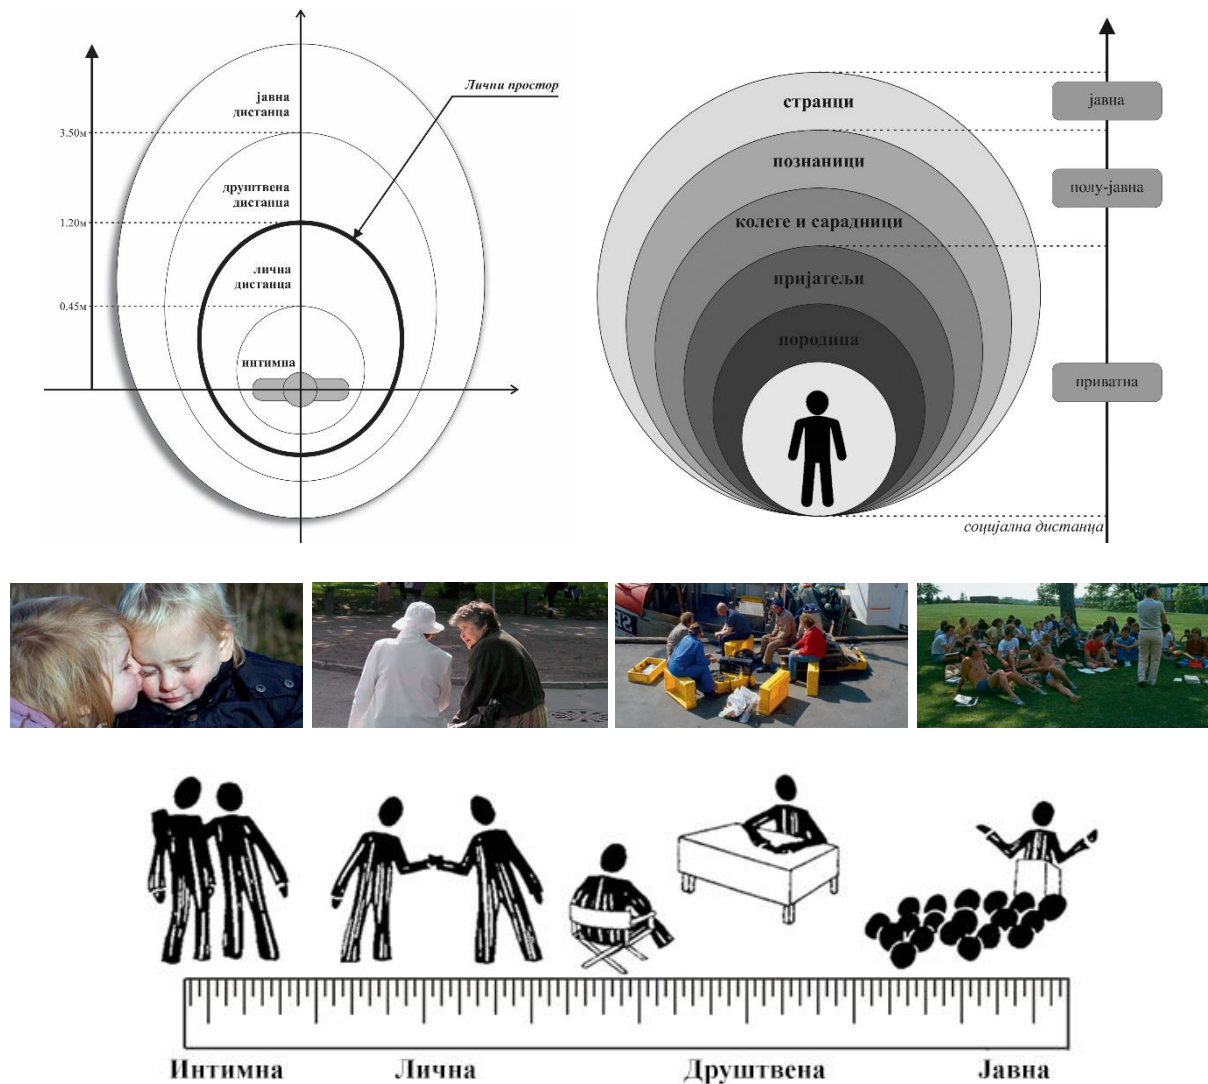 јавна
дистанца
3.50м
друштвена
дистанца
1.20м
лична
дистанца
0.45м
интимна
Лични простор
странци
познаници
колеге и сарадници
пријатељи
породица
јавна
полу-јавна
приватна
социјална дистанца
Интимна Лична Друштвена Јавна